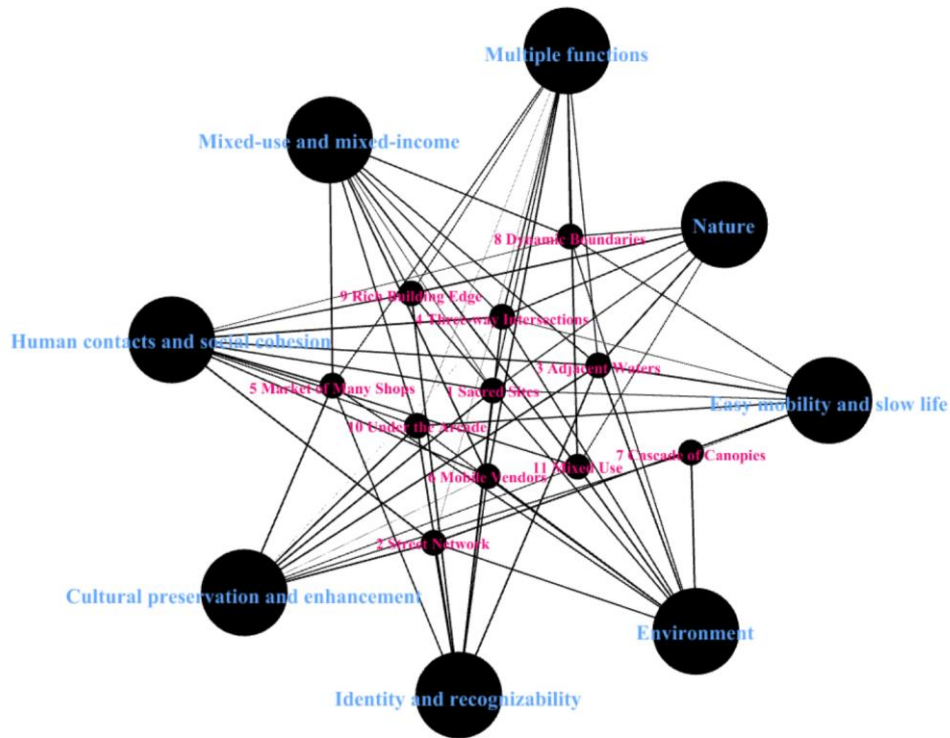 Multiple functions
Mixed-use and mixed-income
Nature
8 Dynamic Boundaries
9 Rich Building Edge
4 Three-way Intersections
Human contacts and social cohesion
3 Adjacent Waters
5 Market of Many Shops
1 Sacred Sites
Easy mobility and slow life
10 Under the Arcade
7 Cascade of Canopies
11 Mixed Use
6 Mobile Vendors
2 Street Network
Cultural preservation and enhancement
Environment
Identity and recognizability